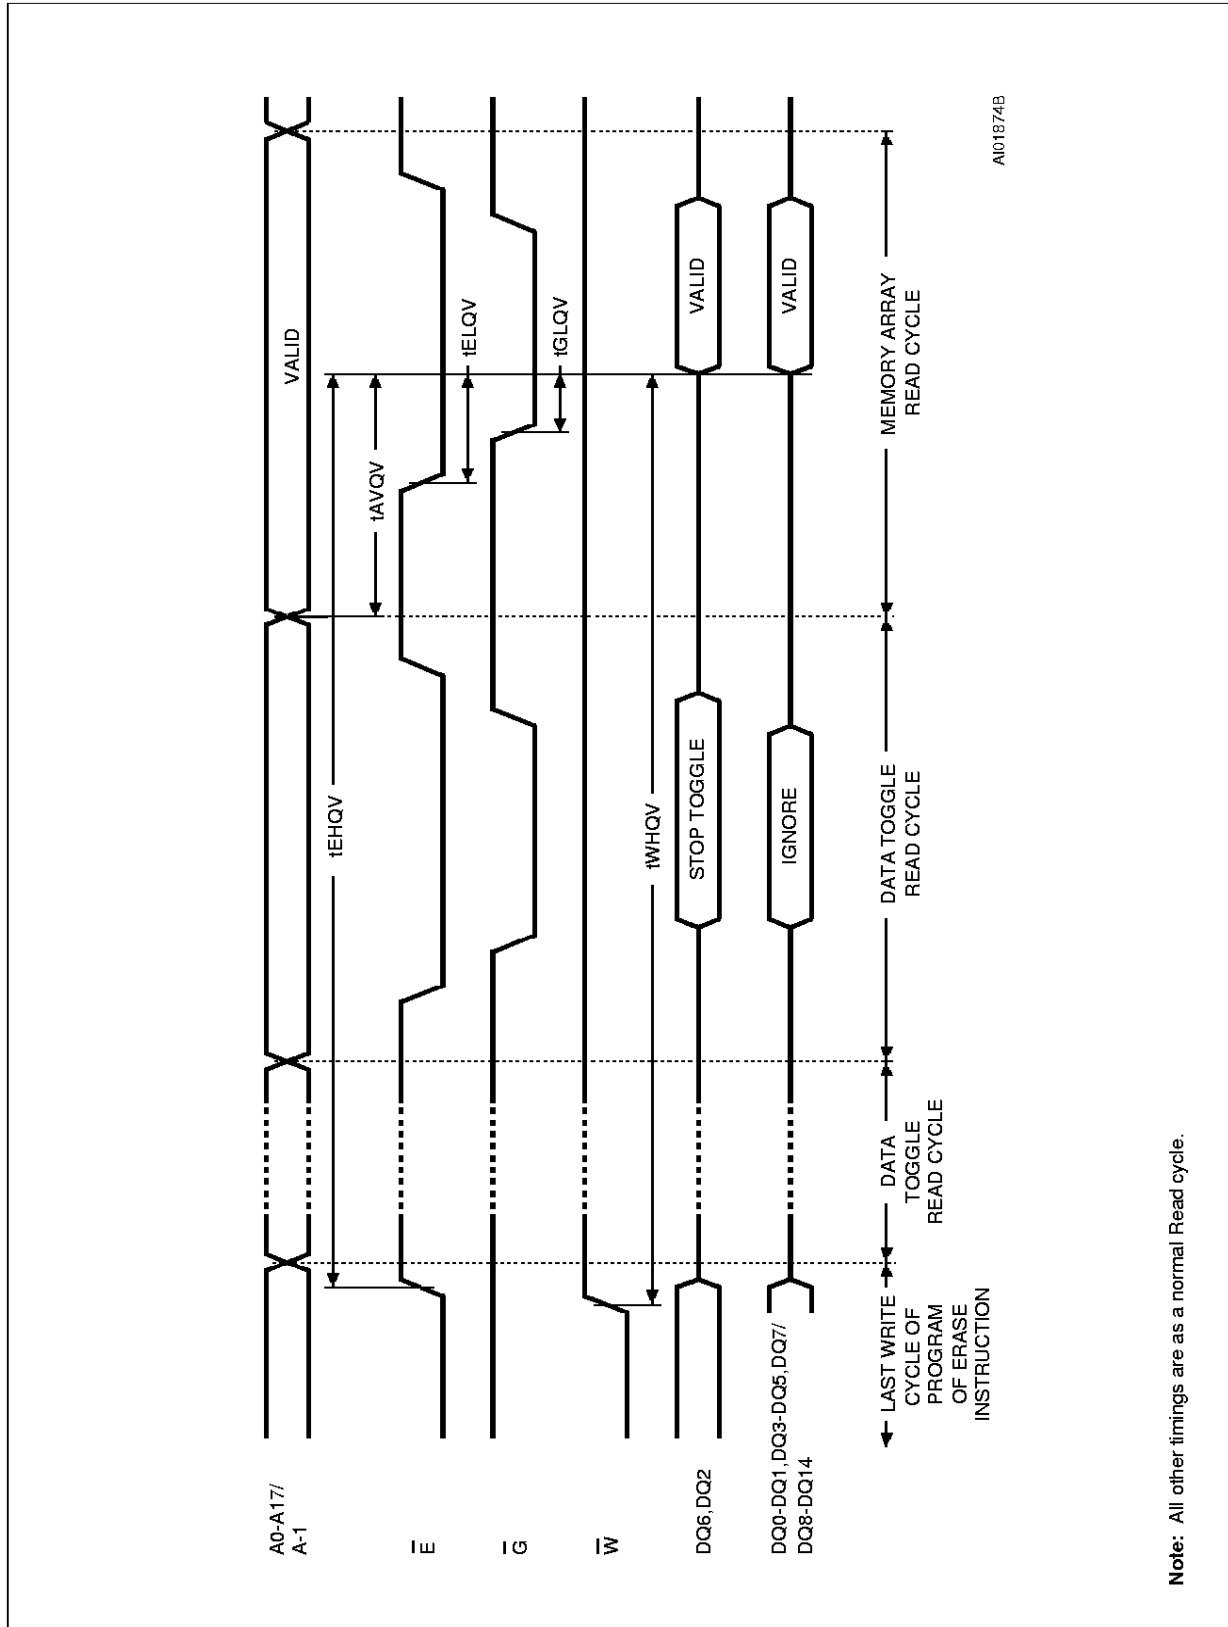 A0-A17/
A-1
VALID
tEHQV
tAVQV
E
tELQV
G
tGLQV
W
tWHQV
DQ6,DQ2
STOP TOGGLE
VALID
DQ0-DQ1,DQ3-DQ5,DQ7/
DQ8-DQ14
IGNORE
VALID
LAST WRITE
CYCLE OF
PROGRAM
OF ERASE
INSTRUCTION
DATA
TOGGLE
READ CYCLE
DATA TOGGLE
READ CYCLE
MEMORY ARRAY
READ CYCLE
AI01874B
Note: All other timings are as a normal Read cycle.